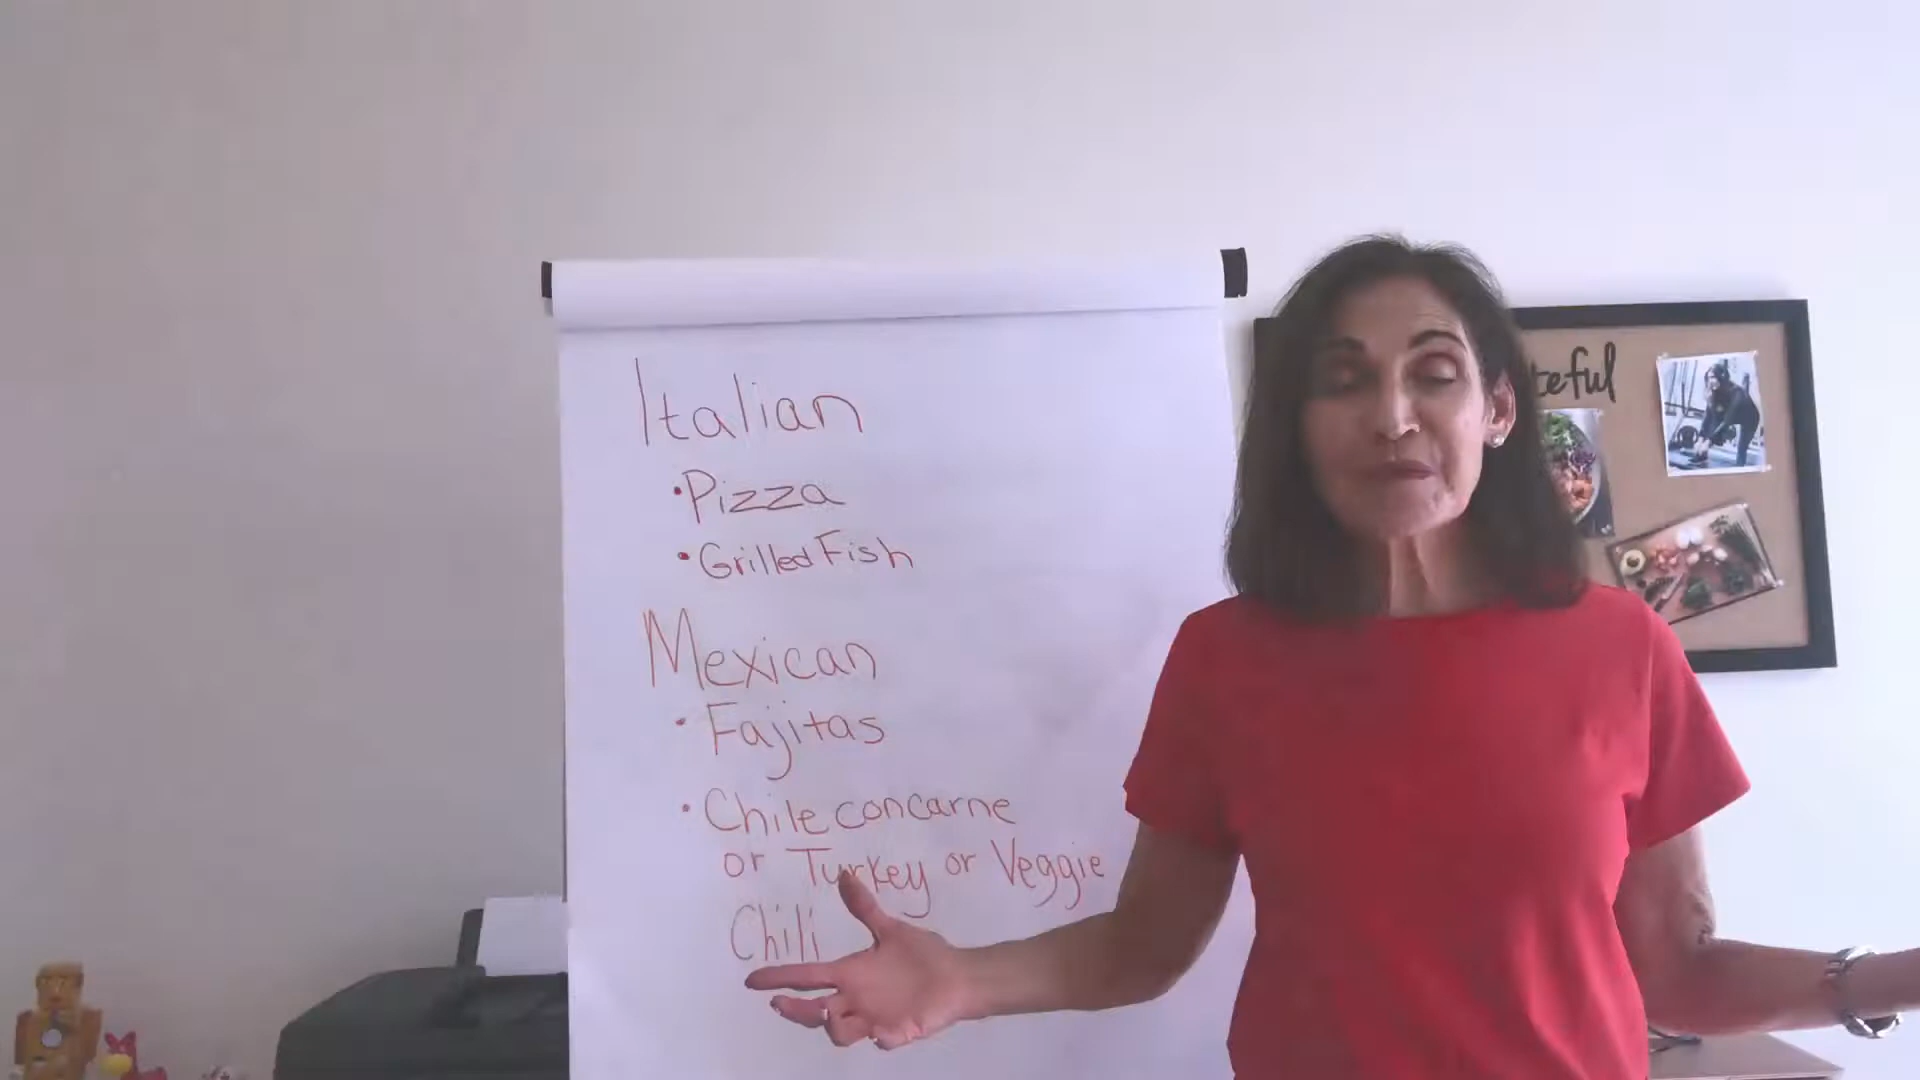 Italian
• Pizza
• Grilled Fish
Mexican
• Fajitas
• Chile con carne
or Turkey or Veggie
Chili
teful